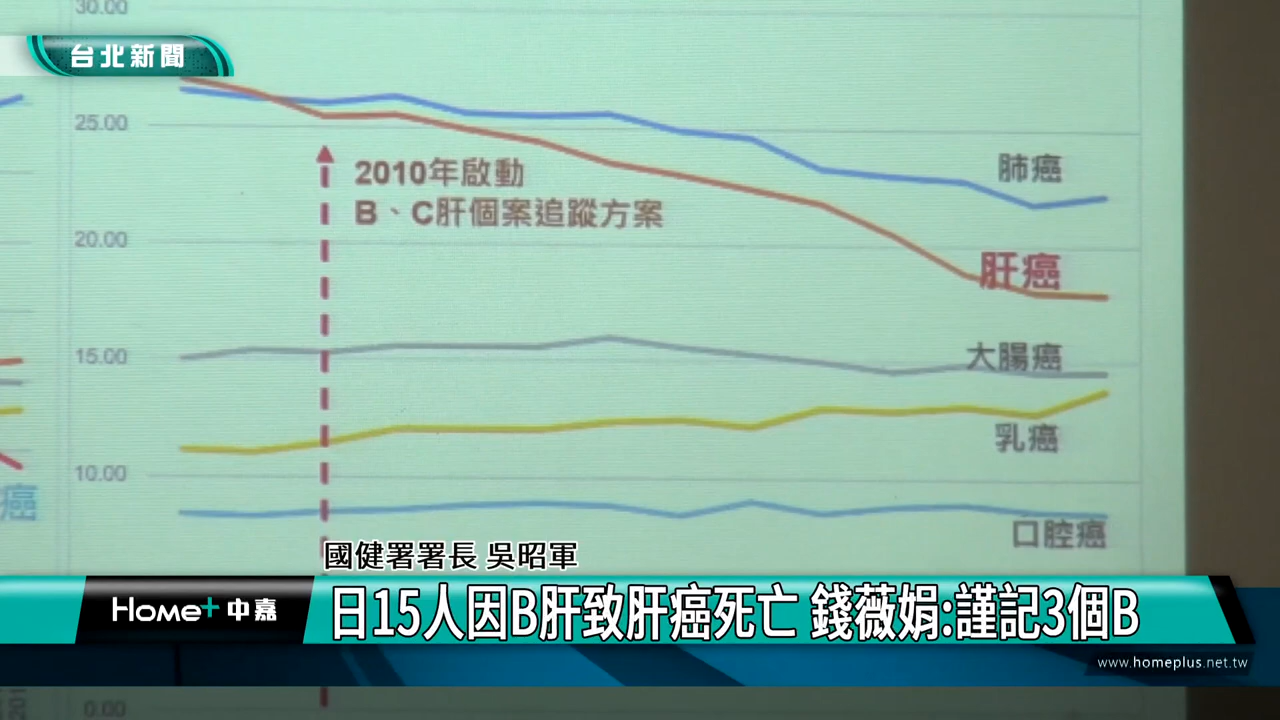 30.00
台北新聞
25.00
2010年啟動
B、C肝個案追蹤方案
肺癌
20.00
肝癌
15.00
大腸癌
乳癌
10.00
癌
口腔癌
國健署署長 吳昭軍
Home+中嘉
日15人因B肝致肝癌死亡 錢薇娟:謹記3個B
www.homeplus.net.tw
0.00